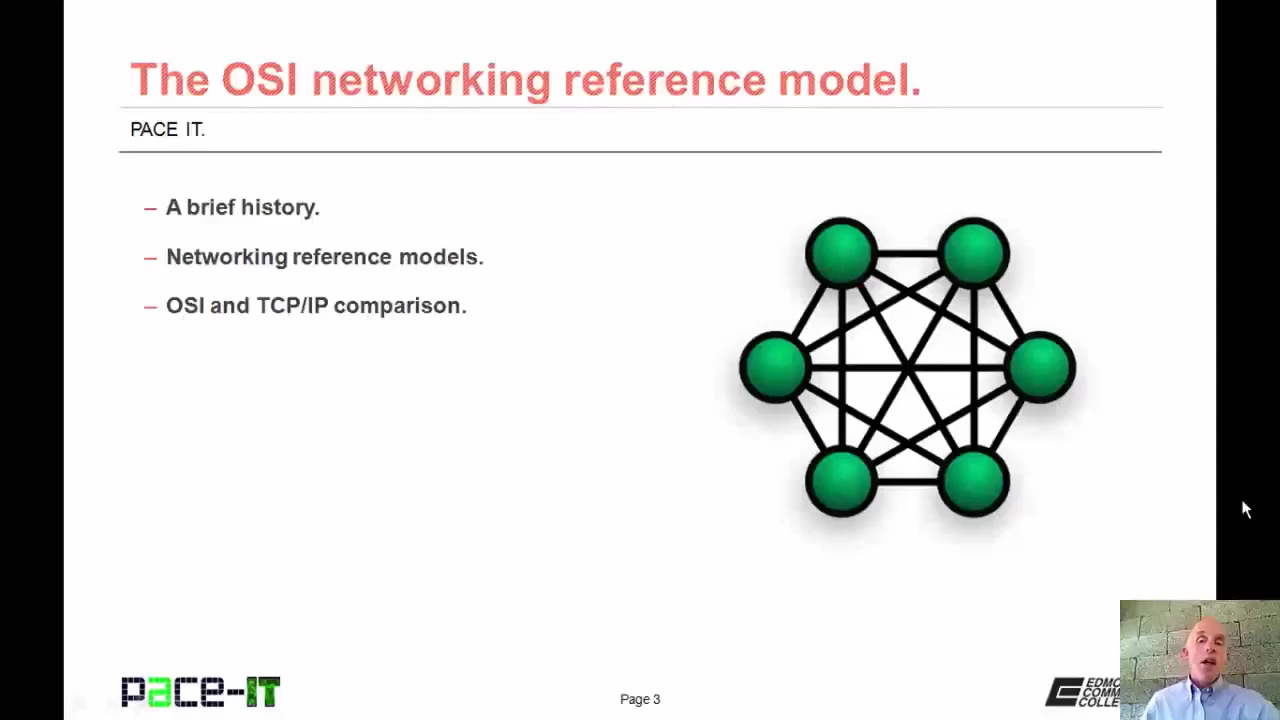 The OSI networking reference model.
PACE IT.
– A brief history.
– Networking reference models.
– OSI and TCP/IP comparison.
pace-IT
Page 3